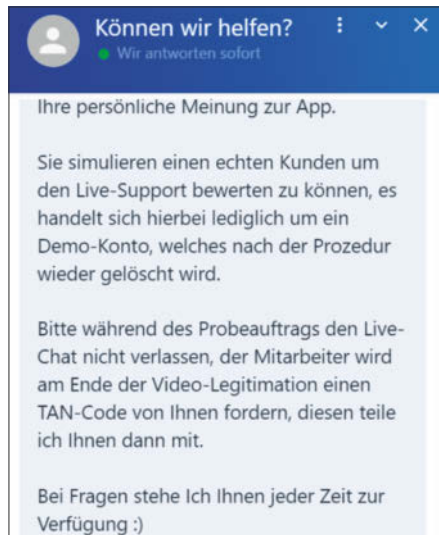 Können wir helfen?
Wir antworten sofort
Ihre persönliche Meinung zur App.
Sie simulieren einen echten Kunden um
den Live-Support bewerten zu können, es
handelt sich hierbei lediglich um ein
Demo-Konto, welches nach der Prozedur
wieder gelöscht wird.
Bitte während des Probeauftrags den Live-
Chat nicht verlassen, der Mitarbeiter wird
am Ende der Video-Legitimation einen
TAN-Code von Ihnen fordern, diesen teile
ich Ihnen dann mit.
Bei Fragen stehe Ich Ihnen jeder Zeit zur
Verfügung :)